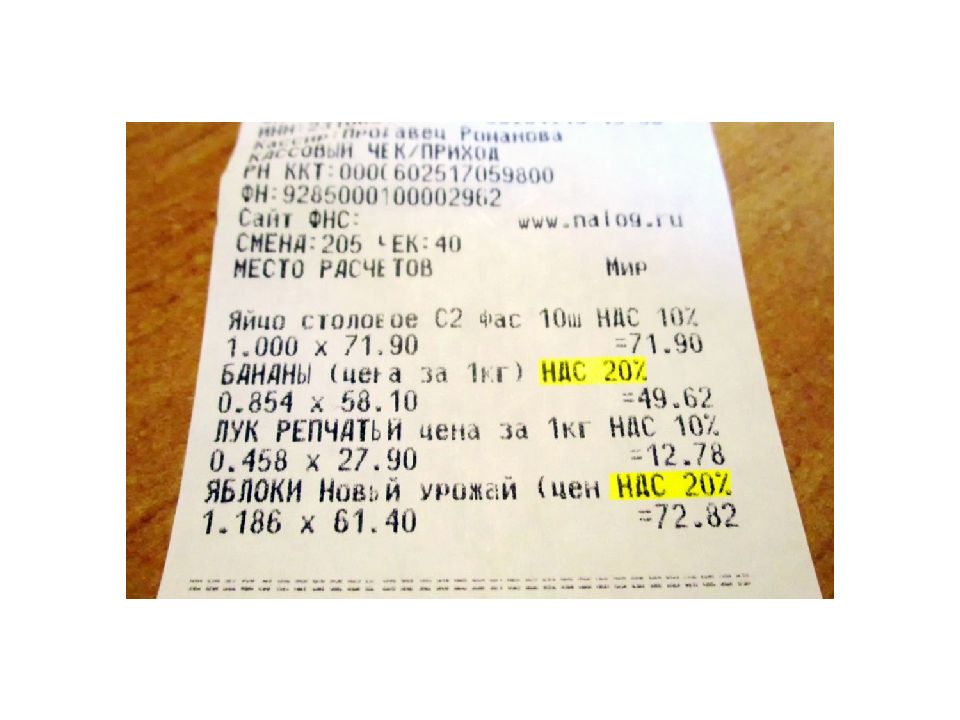 Продавец Романова
КАССОВЫЙ ЧЕК/ПРИХОД
РН ККТ:0000602517059800
ФН:9285000100002962
Сайт ФНС: www.nalog.ru
СМЕНА:205 ЧЕК:40
МЕСТО РАСЧЕТОВ Мир
Яйцо столовое С2 Фас 10ш НДС 10%
1.000 x 71.90 =71.90
БАНАНЫ (цена за 1кг) НДС 20%
0.854 x 58.10 =49.62
ЛУК РЕПЧАТЫЙ цена за 1кг НДС 10%
0.458 x 27.90 =12.78
ЯБЛОКИ Новый урожай (цен НДС 20%
1.186 x 61.40 =72.82